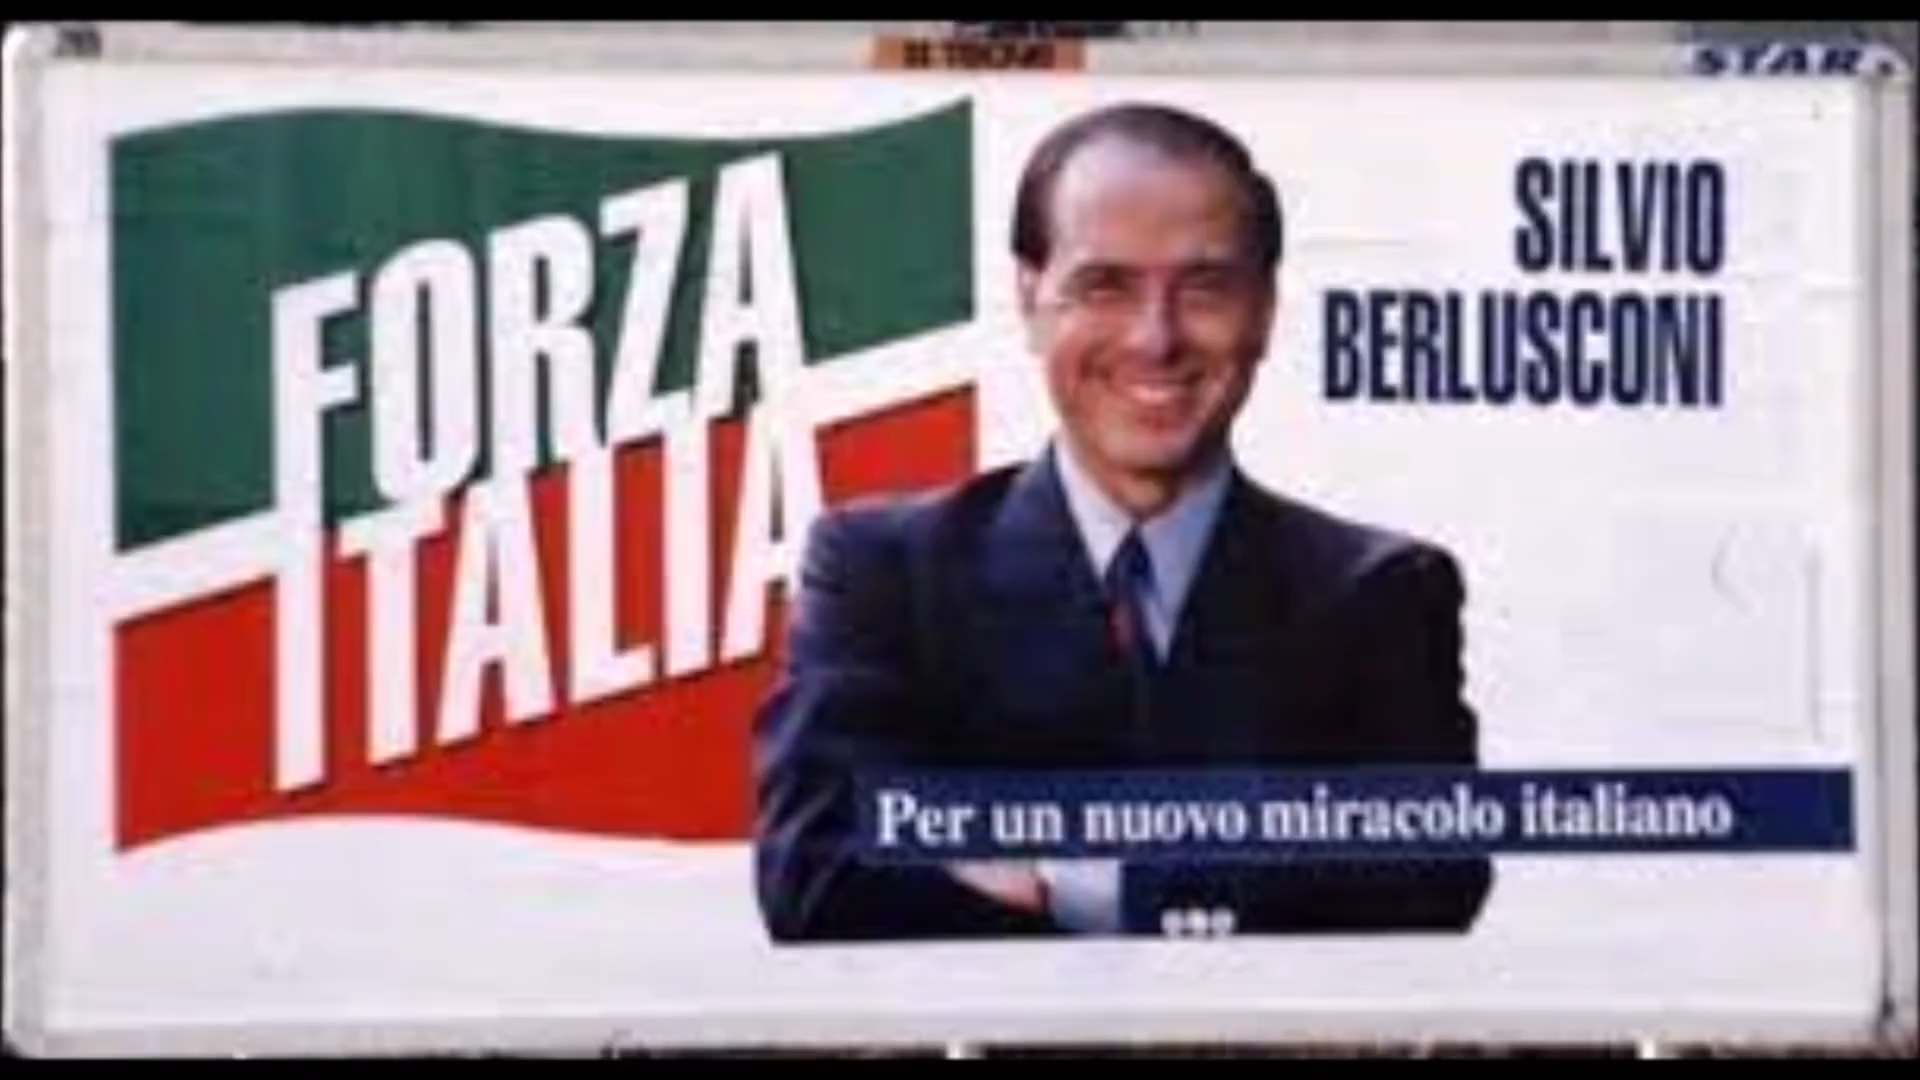 STAR
FORZA
ITALIA
SILVIO
BERLUSCONI
Per un nuovo miracolo italiano